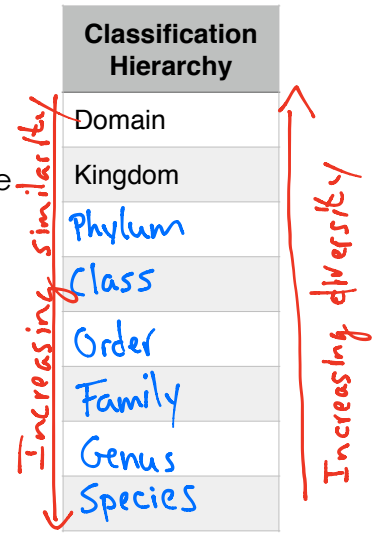 Classification
Hierarchy
Domain
Kingdom
Phylum
Class
Order
Family
Genus
Species
Increasing similarity
Increasing diversity
e